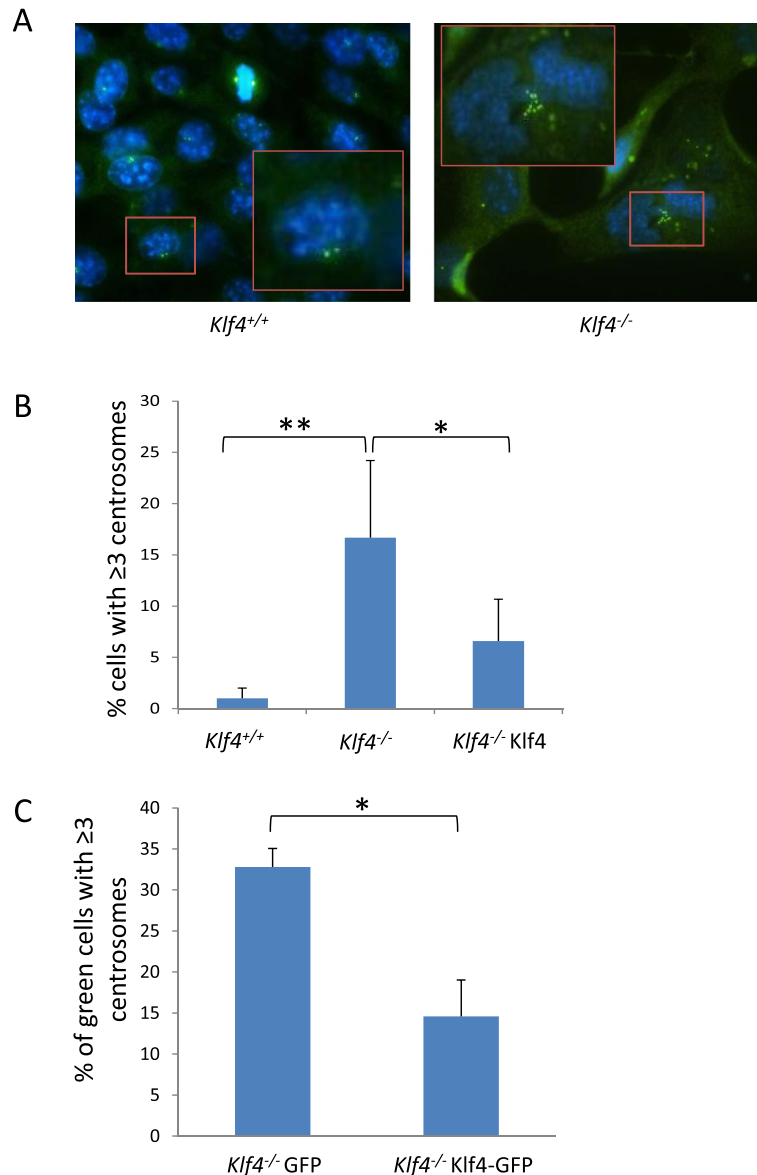 A
Klf4+/+
Klf4-/-
B
% cells with ≥3 centrosomes
30
25
20
15
10
5
0
**
*
Klf4+/+
Klf4-/-
Klf4-/- Klf4
C
% of green cells with ≥3
centrosomes
40
35
30
25
20
15
10
5
0
*
Klf4-/- GFP
Klf4-/- Klf4-GFP